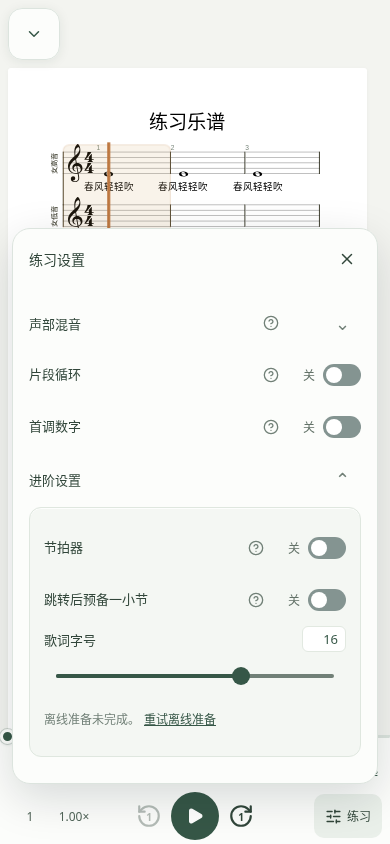 练习乐谱
1 2 3
女高音
春风轻轻吹 春风轻轻吹 春风轻轻吹
女低音
练习设置
声部混音
片段循环 关
首调数字 关
进阶设置
节拍器 关
跳转后预备一小节 关
歌词字号 16
离线准备未完成。 重试离线准备
1 1.00× 1 1 练习